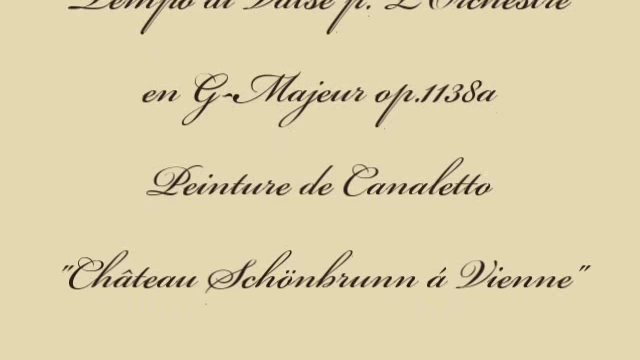 Tempo di Valse p. L'Orchestre
en G-Majeur op.1138a
Peinture de Canaletto
"Château Schönbrunn á Vienne"